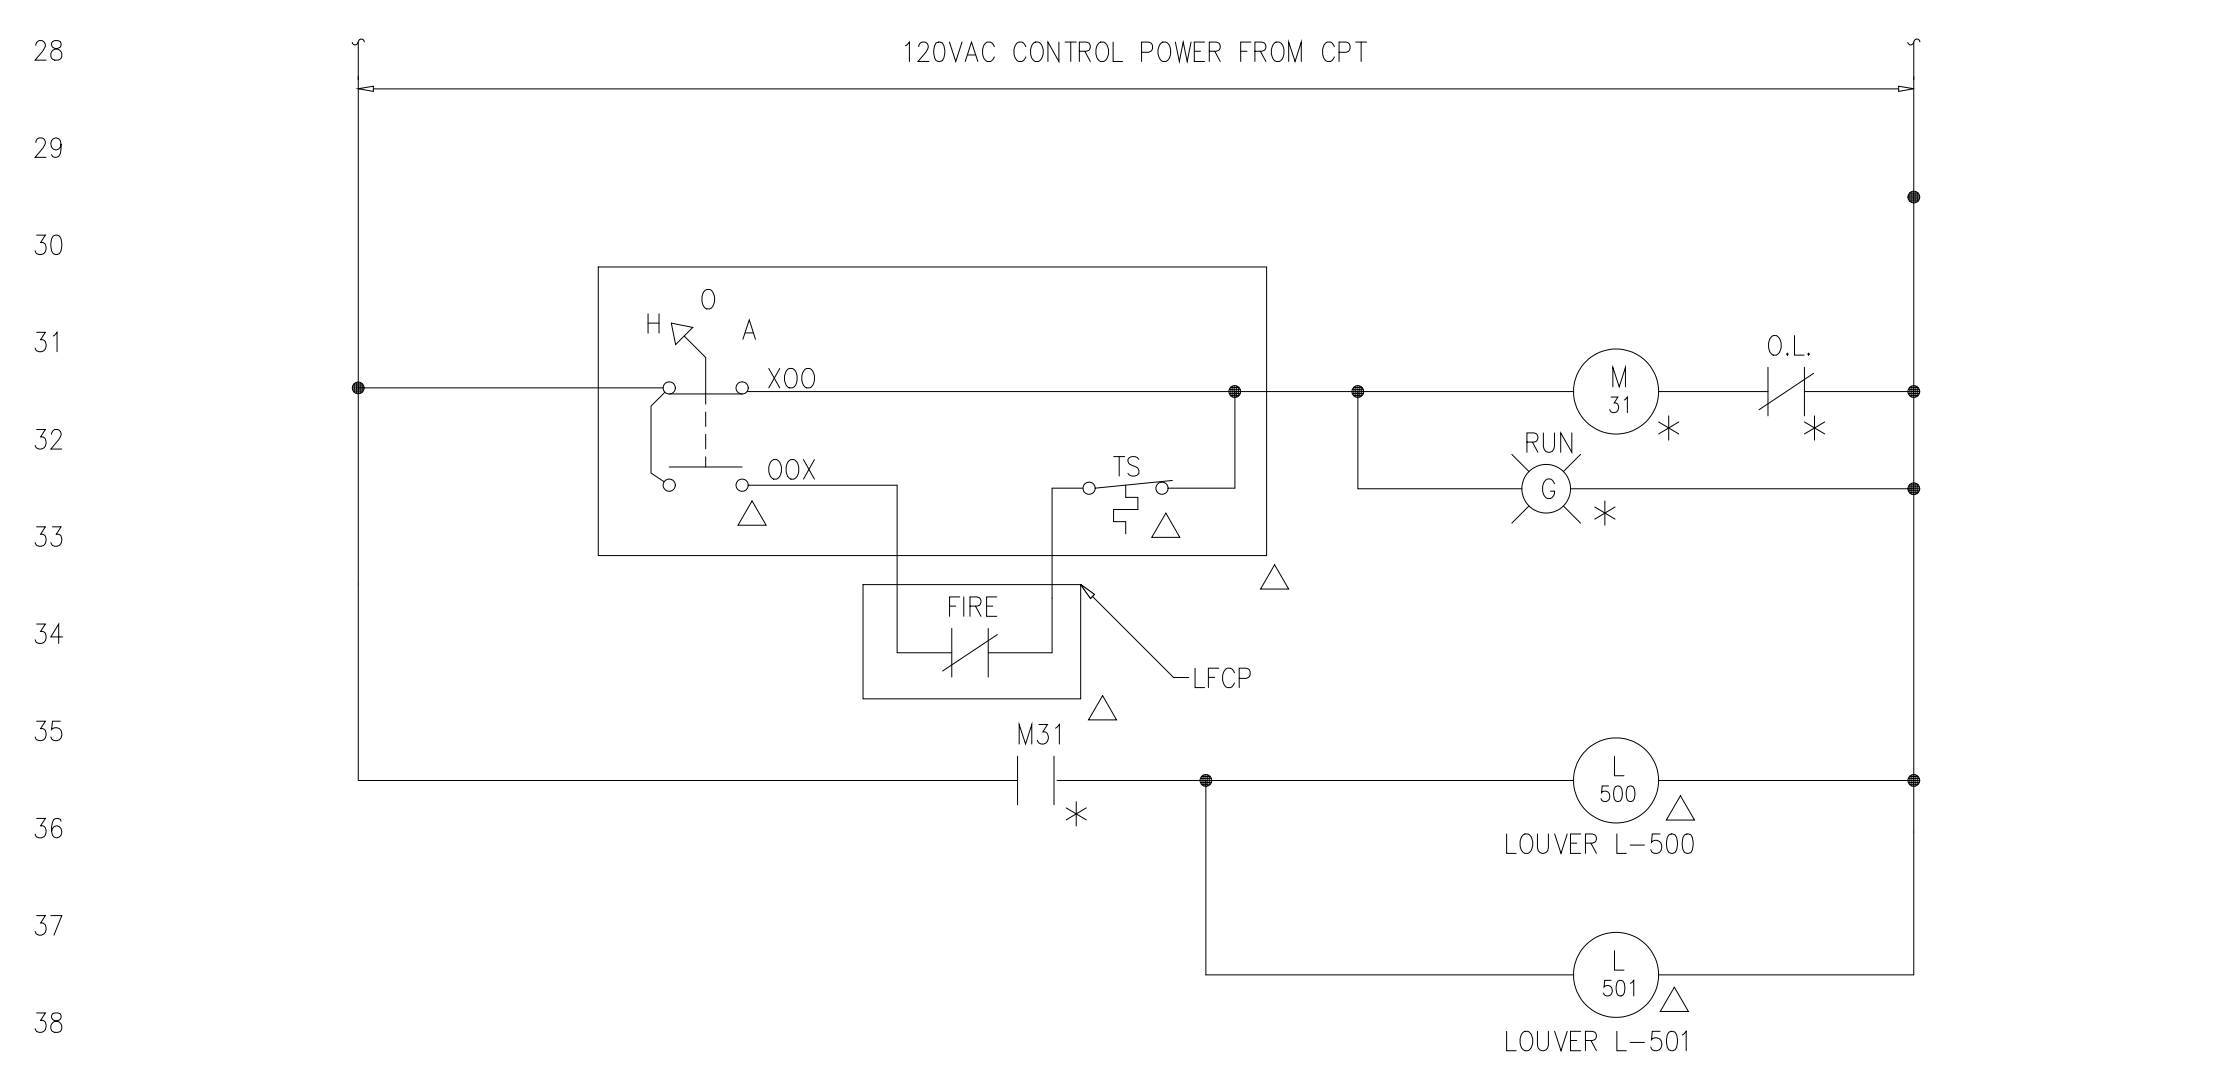 28
120VAC CONTROL POWER FROM CPT
29
30
O
H
A
31
XOO
O.L.
M
31
32
RUN
OOX
TS
G
33
FIRE
34
LFCP
35
M31
L
500
36
LOUVER L-500
37
L
501
38
LOUVER L-501